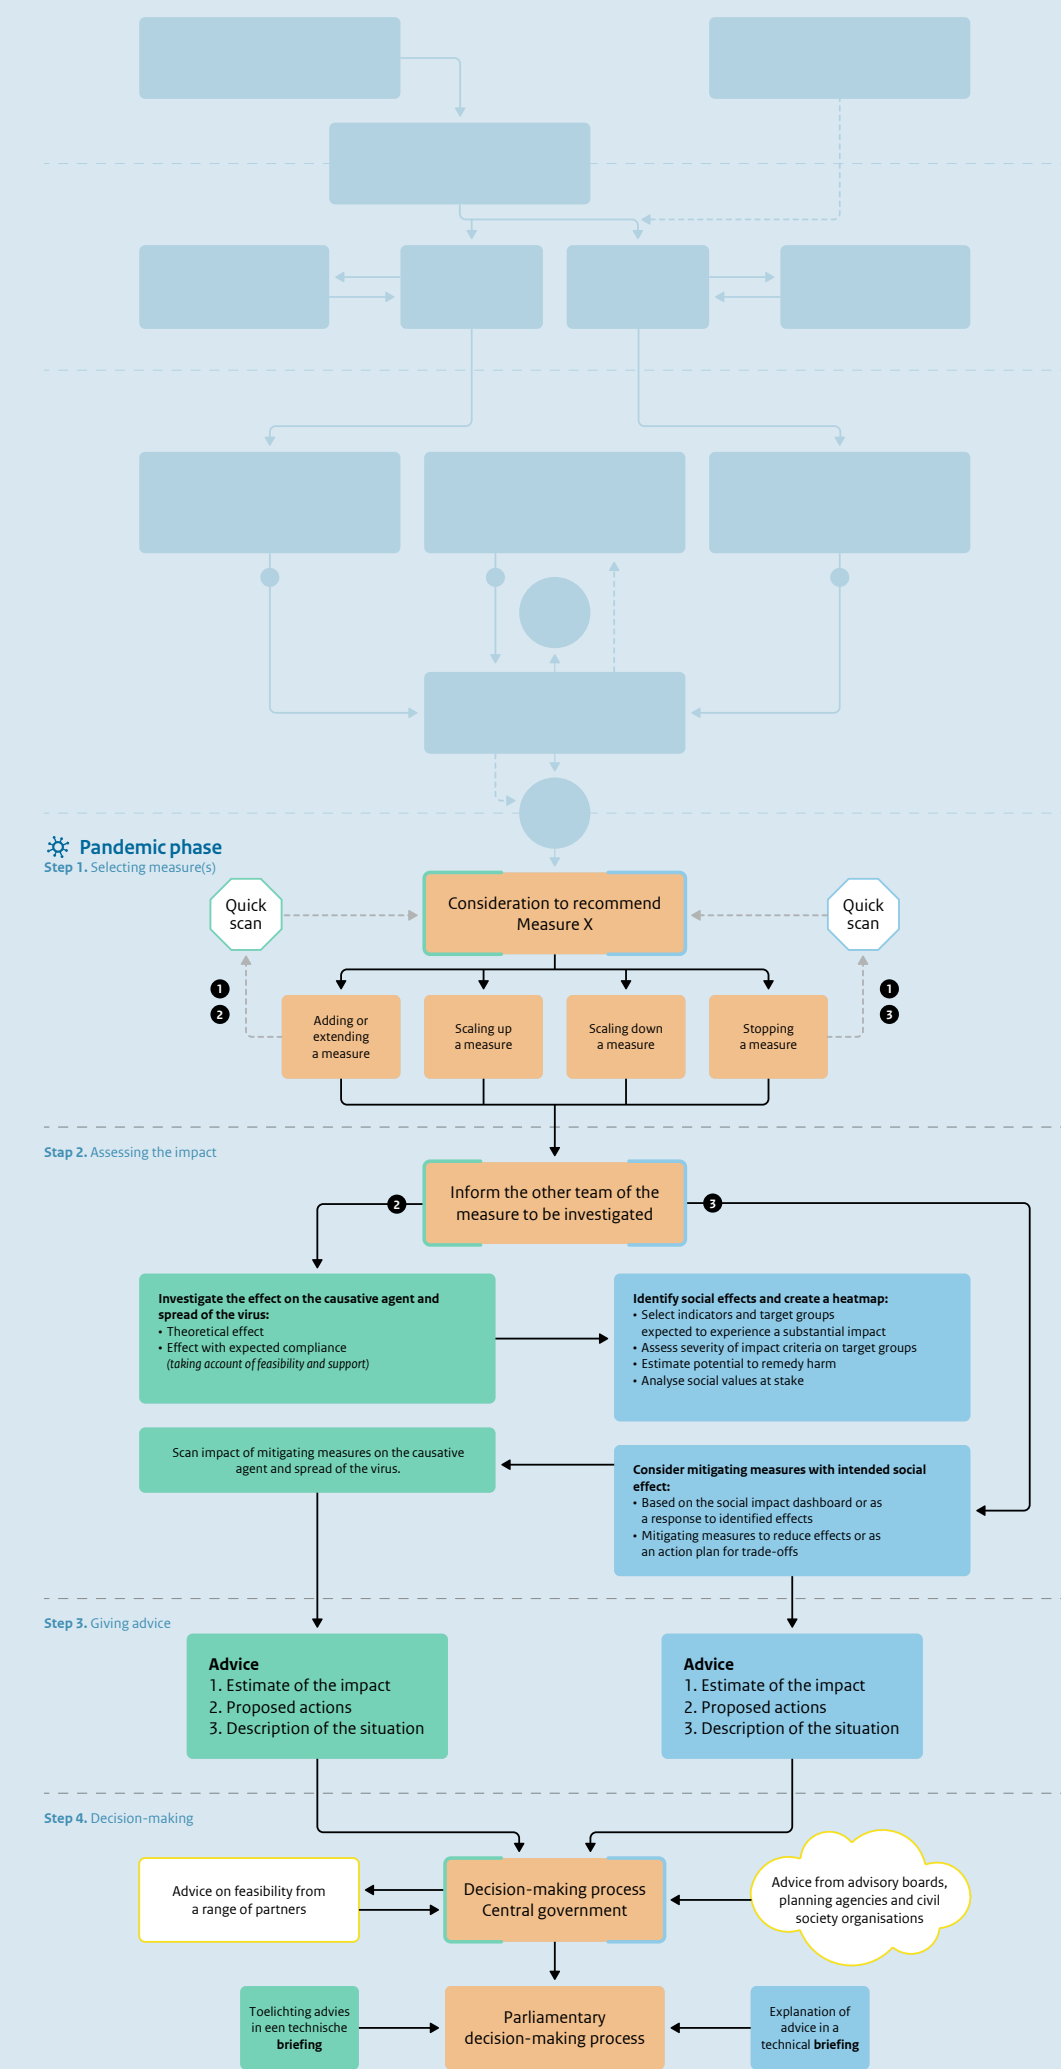 Pandemic phase
Step 1. Selecting measure(s)
Quick
scan
Consideration to recommend
Measure X
Quick
scan
1
2
1
3
Adding or
extending
a measure
Scaling up
a measure
Scaling down
a measure
Stopping
a measure
Stap 2. Assessing the impact
Inform the other team of the
measure to be investigated
2
3
Investigate the effect on the causative agent and
spread of the virus:
• Theoretical effect
• Effect with expected compliance
(taking account of feasibility and support)
Identify social effects and create a heatmap:
• Select indicators and target groups
expected to experience a substantial impact
• Assess severity of impact criteria on target groups
• Estimate potential to remedy harm
• Analyse social values at stake
Scan impact of mitigating measures on the causative
agent and spread of the virus.
Consider mitigating measures with intended social
effect:
• Based on the social impact dashboard or as
a response to identified effects
• Mitigating measures to reduce effects or as
an action plan for trade-offs
Step 3. Giving advice
Advice
1. Estimate of the impact
2. Proposed actions
3. Description of the situation
Advice
1. Estimate of the impact
2. Proposed actions
3. Description of the situation
Step 4. Decision-making
Advice on feasibility from
a range of partners
Decision-making process
Central government
Advice from advisory boards,
planning agencies and civil
society organisations
Toelichting advies
in een technische
briefing
Parliamentary
decision-making process
Explanation of
advice in a
technical briefing